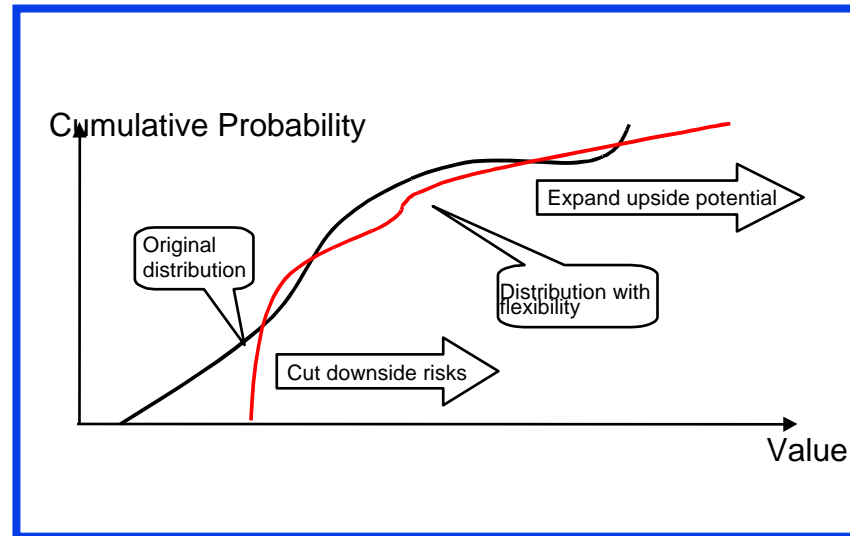 Cumulative Probability
Expand upside potential
Original
distribution
Distribution with
flexibility
Cut downside risks
Value